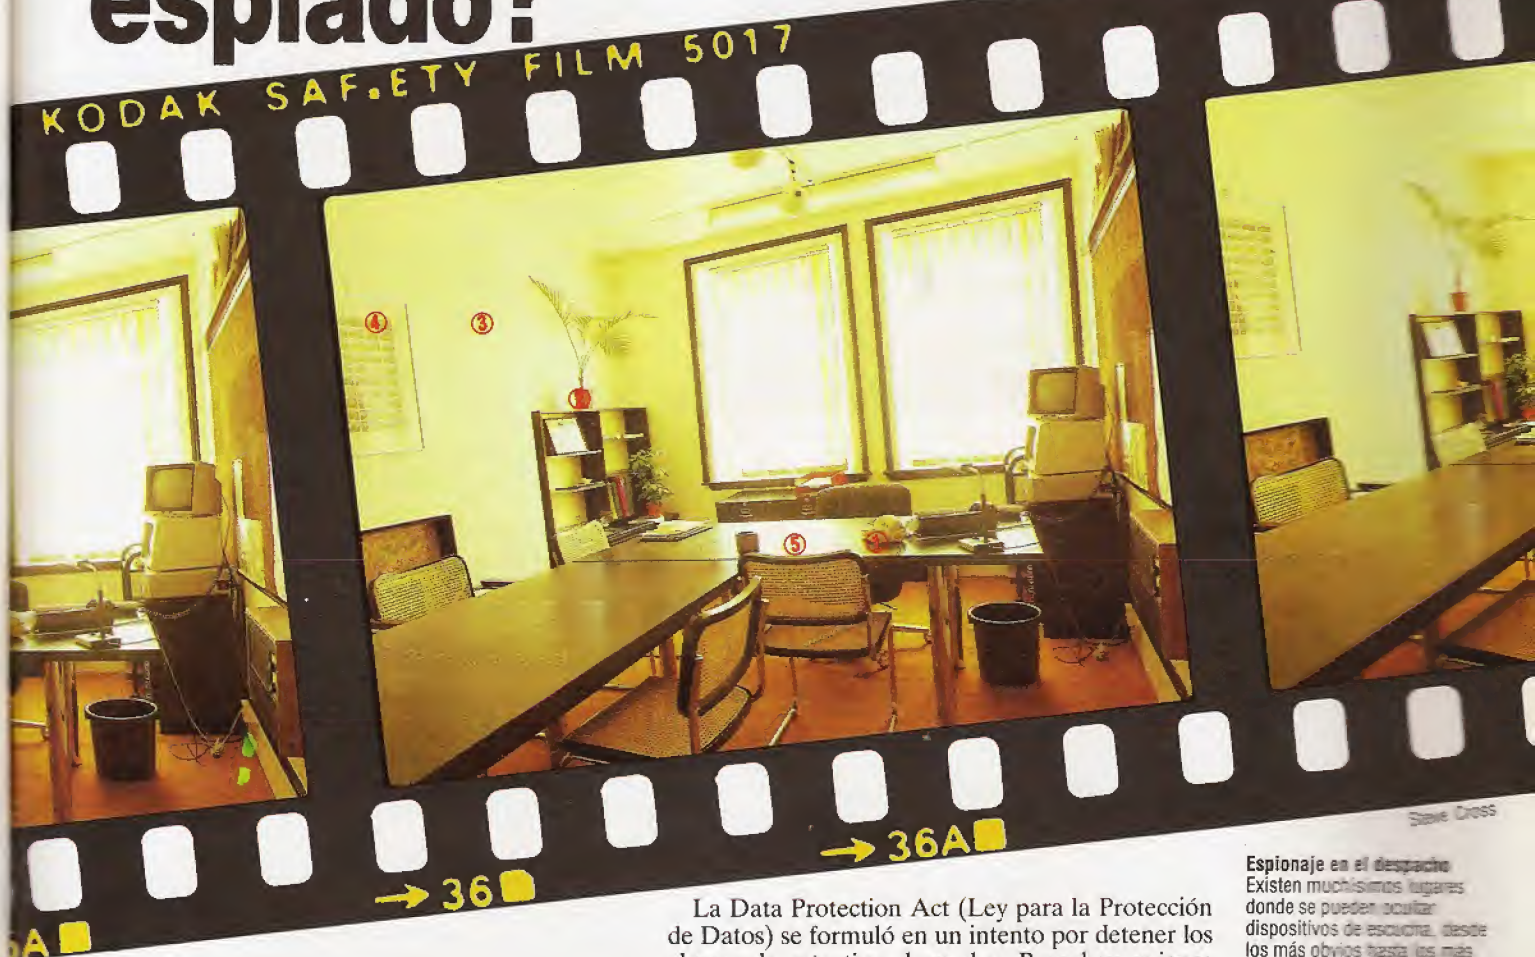 espiado?
KODAK SAF.ETY FILM 5017
④ ③
⑤
→ 36
→ 36A
Steve Cross
La Data Protection Act (Ley para la Protección
de Datos) se formuló en un intento por detener los
Espionaje en el despacho
Existen muchísimos lugares
donde se pueden ocultar
dispositivos de escucha, desde
los más obvios hasta los más